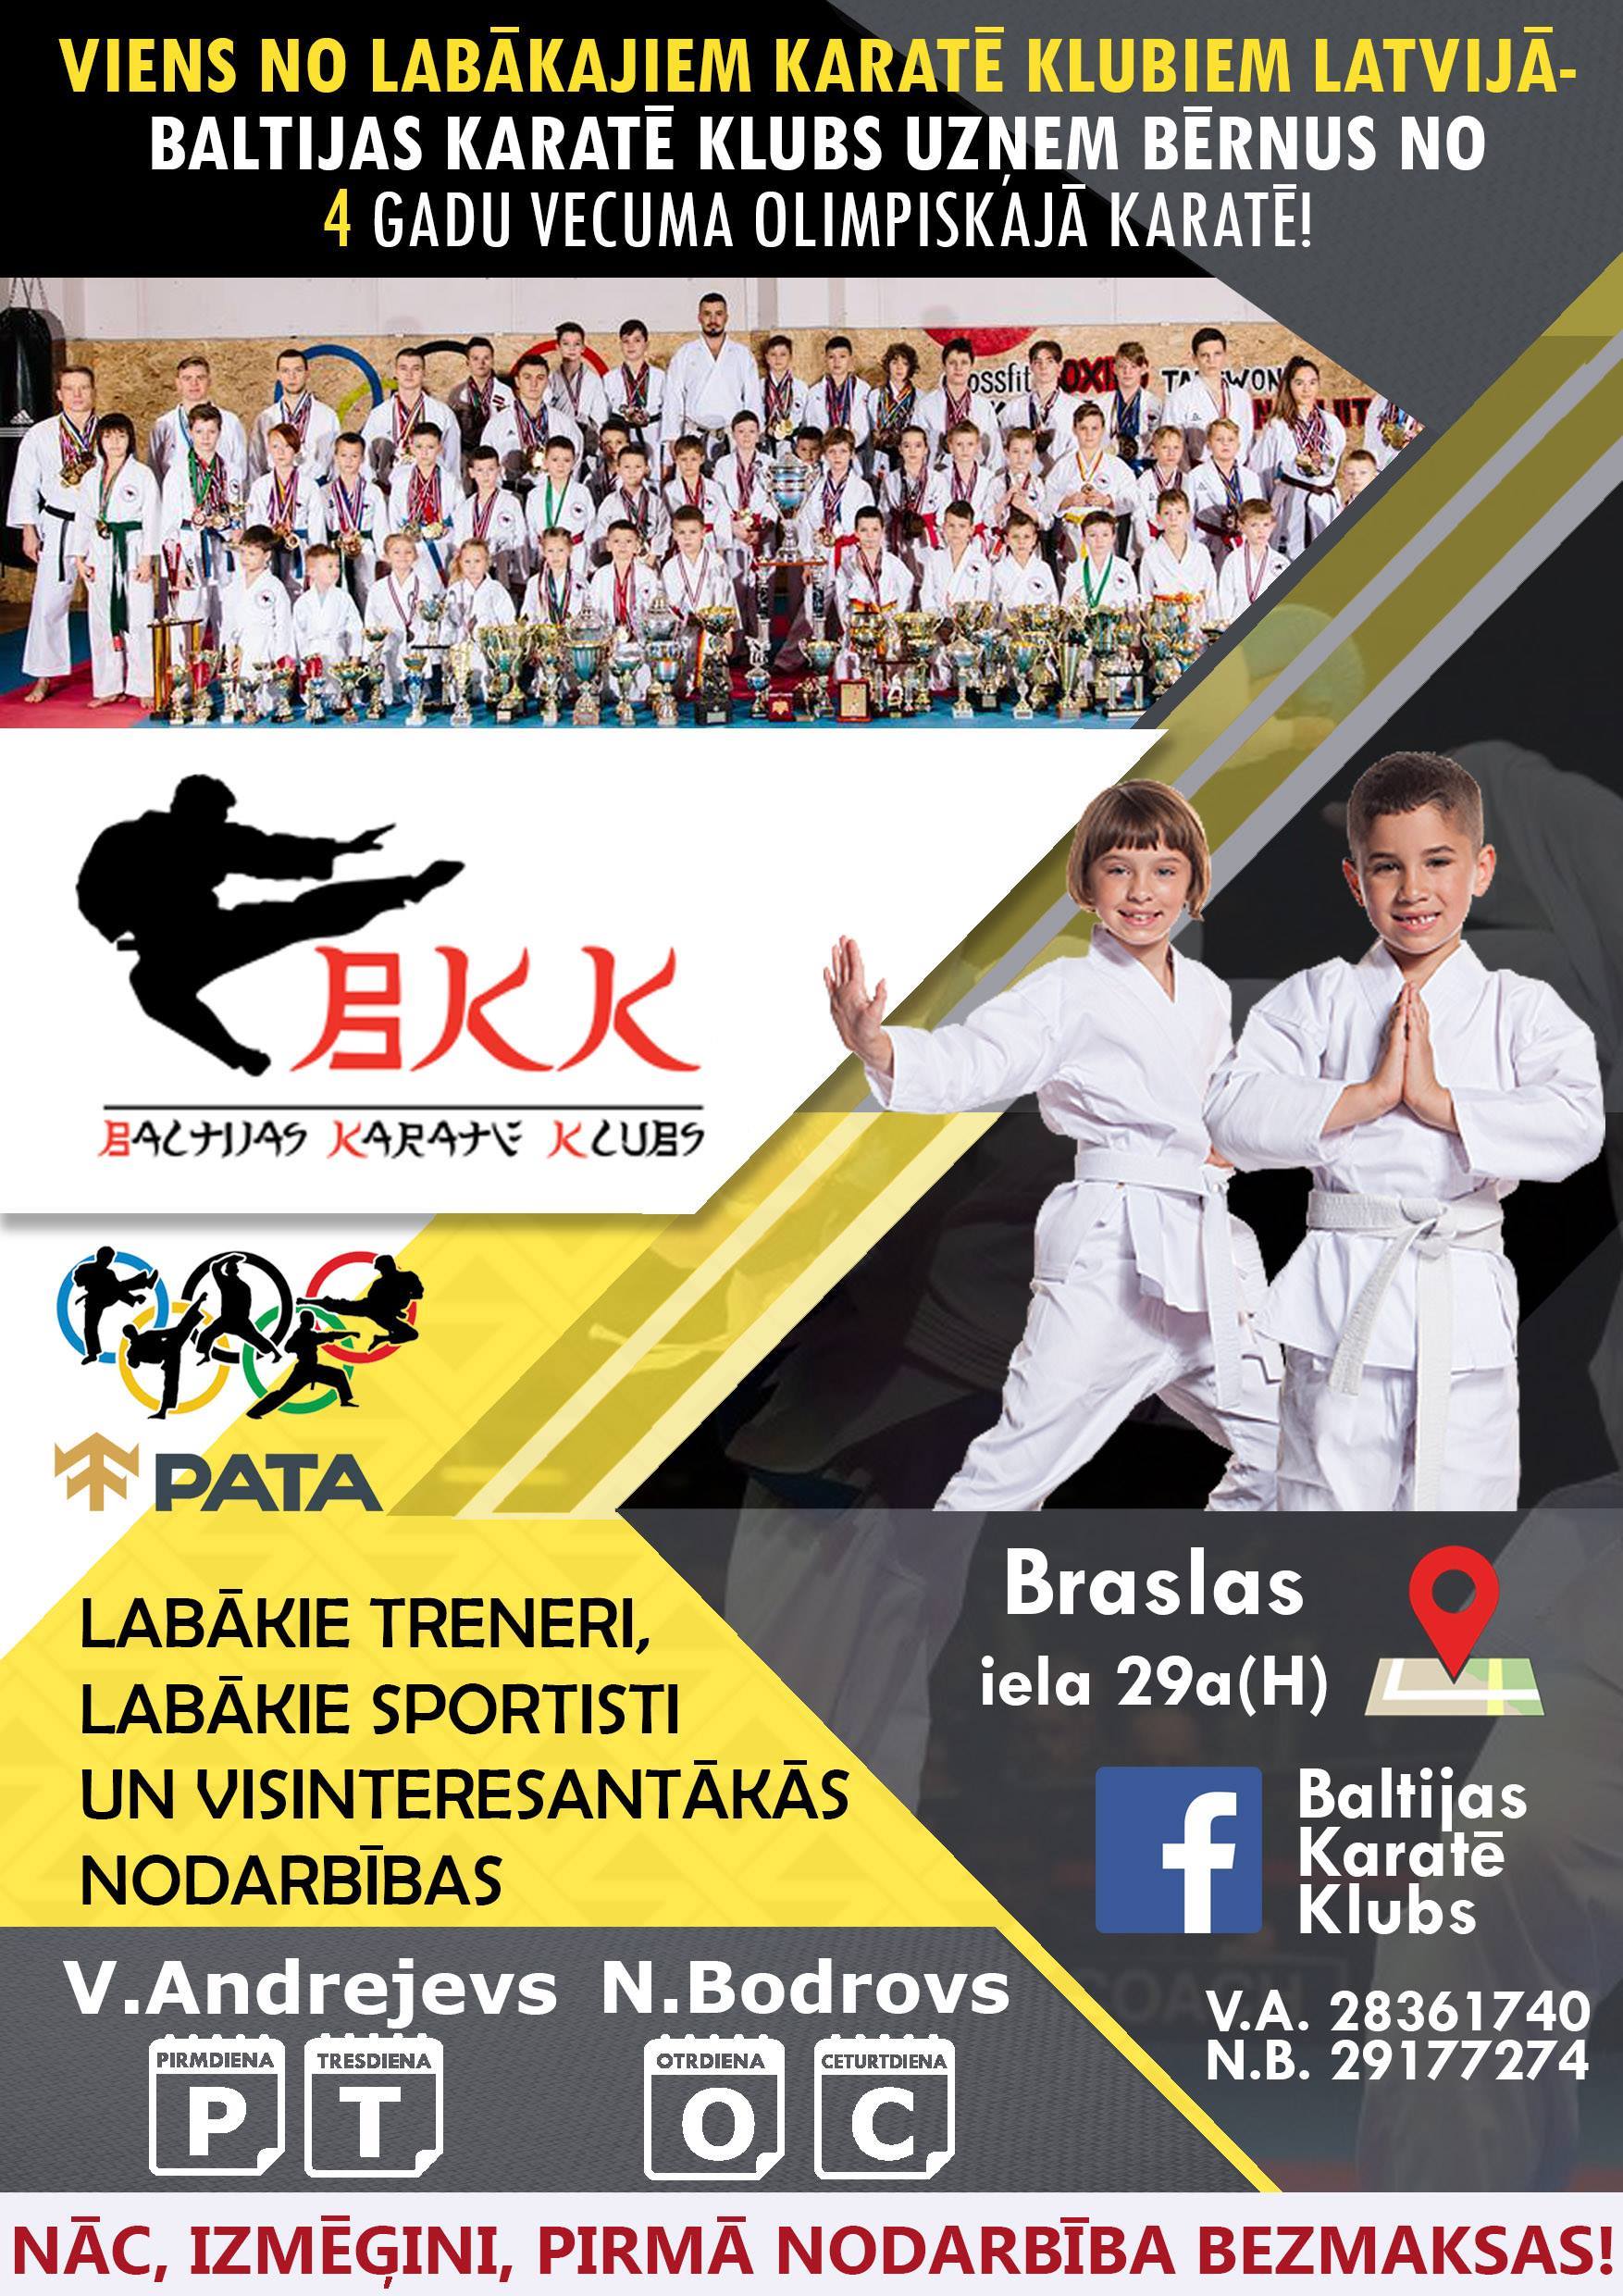 VIENS NO LABĀKAJIEM KARATĒ KLUBIEM LATVIJĀ-
BALTIJAS KARATĒ KLUBS UZŅEM BĒRNUS NO
4 GADU VECUMA OLIMPISKAJĀ KARATĒ!
BKK
BALTIJAS KARATE KLUBS
PATA
LABĀKIE TRENERI,
LABĀKIE SPORTISTI
UN VISINTERESANTĀKĀS
NODARBĪBAS
Braslas
iela 29a(H)
f
Baltijas
Karatē
Klubs
V.Andrejevs N.Bodrovs
PIRMDIENA TRESDIENA OTRDIENA CETURTDIENA
P T O C
V.A. 28361740
N.B. 29177274
NĀC, IZMĒĢINI, PIRMĀ NODARBĪBA BEZMAKSAS!